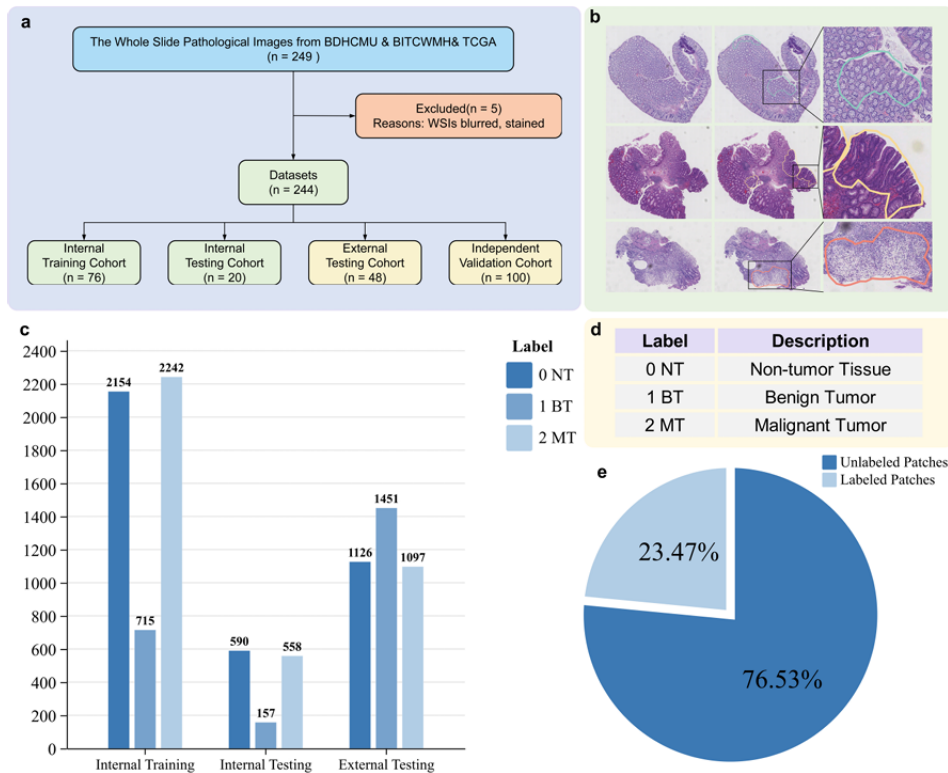 a
The Whole Slide Pathological Images from BDHCMU & BITCWMH& TCGA
(n = 249 )
Excluded(n = 5)
Reasons: WSIs blurred, stained
Datasets
(n = 244)
Internal
Training Cohort
(n = 76)
Internal
Testing Cohort
(n = 20)
External
Testing Cohort
(n = 48)
Independent
Validation Cohort
(n = 100)
b
c
2400
2200
2000
1800
1600
1400
1200
1000
800
600
400
200
0
2154
715
2242
590
157
558
1126
1451
1097
Internal Training
Internal Testing
External Testing
Label
0 NT
1 BT
2 MT
d
Label Description
0 NT Non-tumor Tissue
1 BT Benign Tumor
2 MT Malignant Tumor
e
Unlabeled Patches
Labeled Patches
23.47%
76.53%